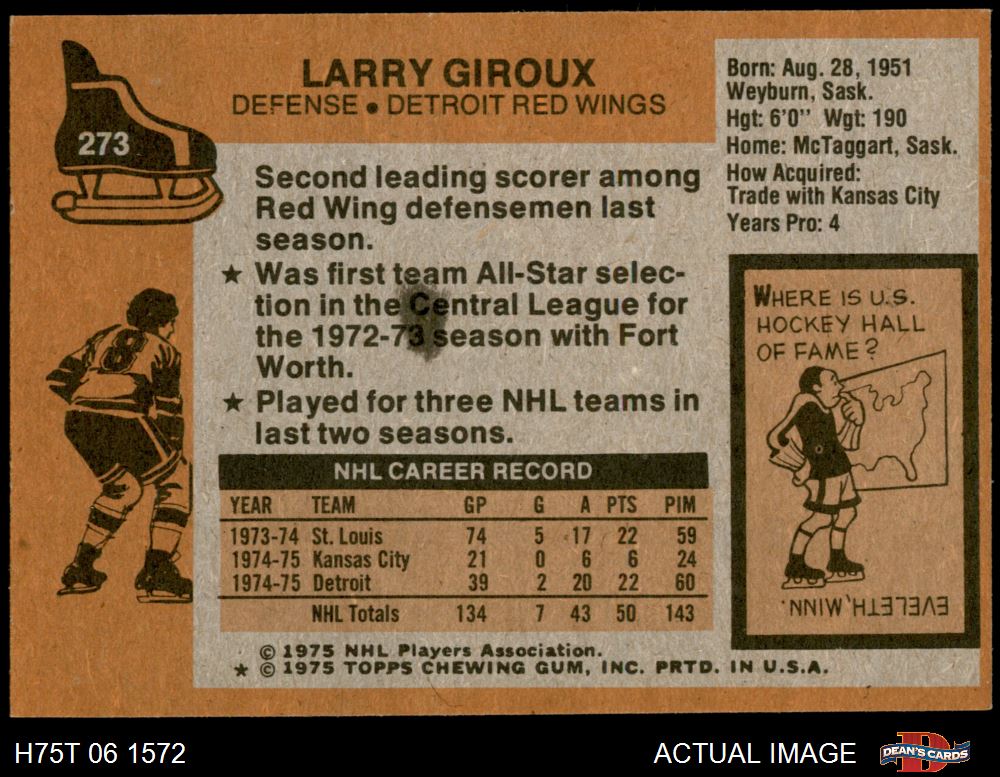 273
LARRY GIROUX
DEFENSE • DETROIT RED WINGS
Born: Aug. 28, 1951
Weyburn, Sask.
Hgt: 6'0'' Wgt: 190
Home: McTaggart, Sask.
How Acquired:
Trade with Kansas City
Years Pro: 4
Second leading scorer among
Red Wing defensemen last
season.
★ Was first team All-Star selec-
tion in the Central League for
the 1972-73 season with Fort
Worth.
★ Played for three NHL teams in
last two seasons.
8
NHL CAREER RECORD
YEAR TEAM GP G A PTS PIM
1973-74 St. Louis 74 5 17 22 59
1974-75 Kansas City 21 0 6 6 24
1974-75 Detroit 39 2 20 22 60
NHL Totals 134 7 43 50 143
WHERE IS U.S.
HOCKEY HALL
OF FAME?
EVELETH, MINN.
© 1975 NHL Players Association.
★ © 1975 TOPPS CHEWING GUM, INC. PRTD. IN U.S.A.
H75T 06 1572
ACTUAL IMAGE
D
DEAN'S CARDS